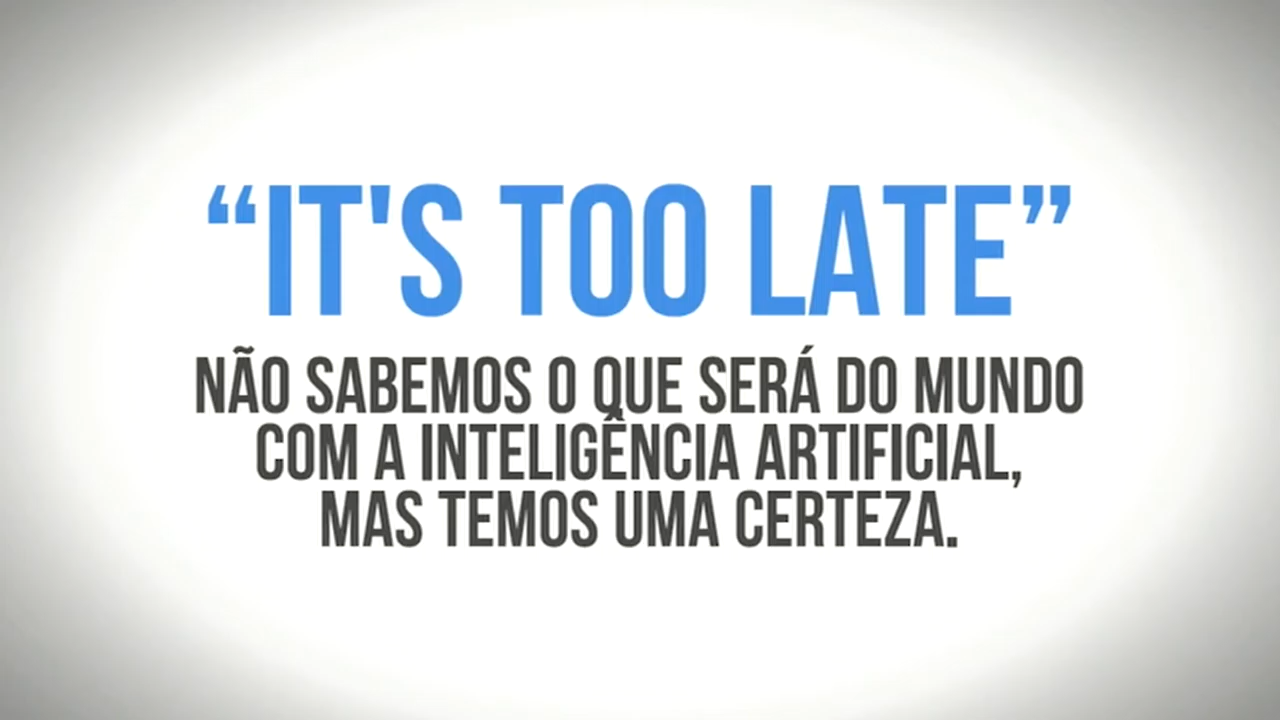 “IT'S TOO LATE”
NÃO SABEMOS O QUE SERÁ DO MUNDO
COM A INTELIGÊNCIA ARTIFICIAL,
MAS TEMOS UMA CERTEZA.